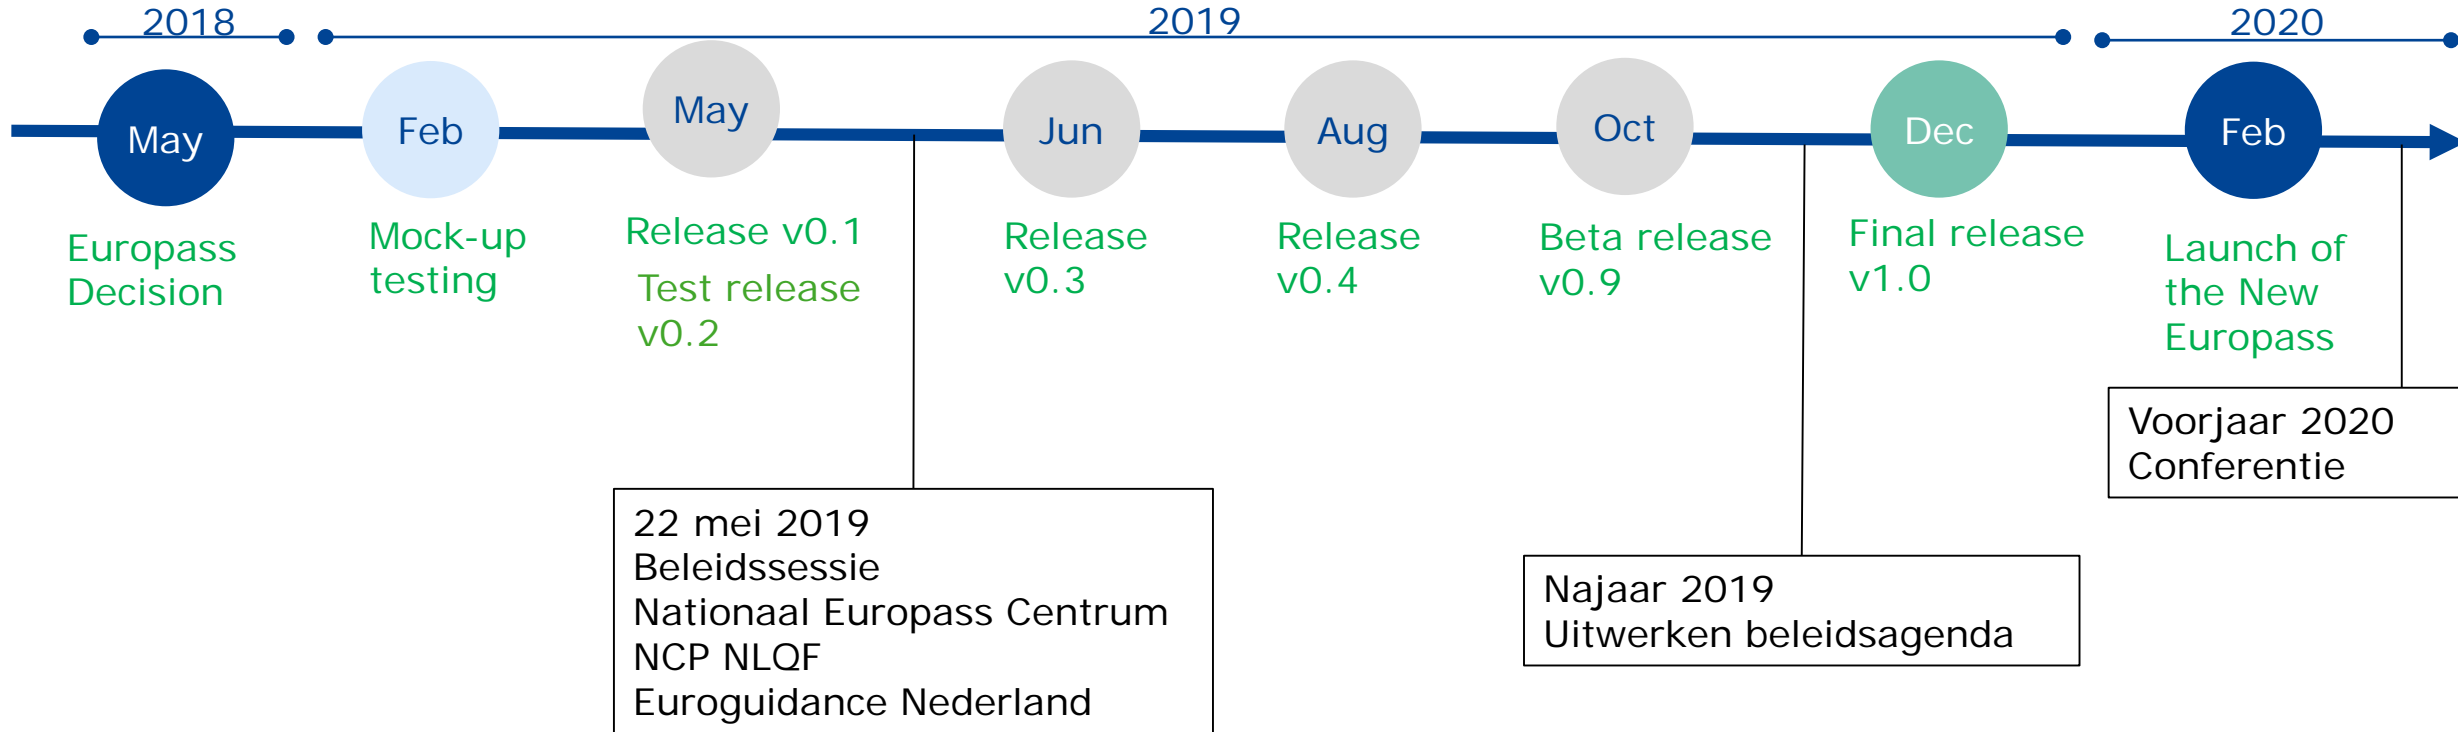 2018
2019
2020
May
Feb
May
Jun
Aug
Oct
Dec
Feb
Europass
Decision
Mock-up
testing
Release v0.1
Test release
v0.2
Release
v0.3
Release
v0.4
Beta release
v0.9
Final release
v1.0
Launch of
the New
Europass
22 mei 2019
Beleidssessie
Nationaal Europass Centrum
NCP NLQF
Euroguidance Nederland
Najaar 2019
Uitwerken beleidsagenda
Voorjaar 2020
Conferentie